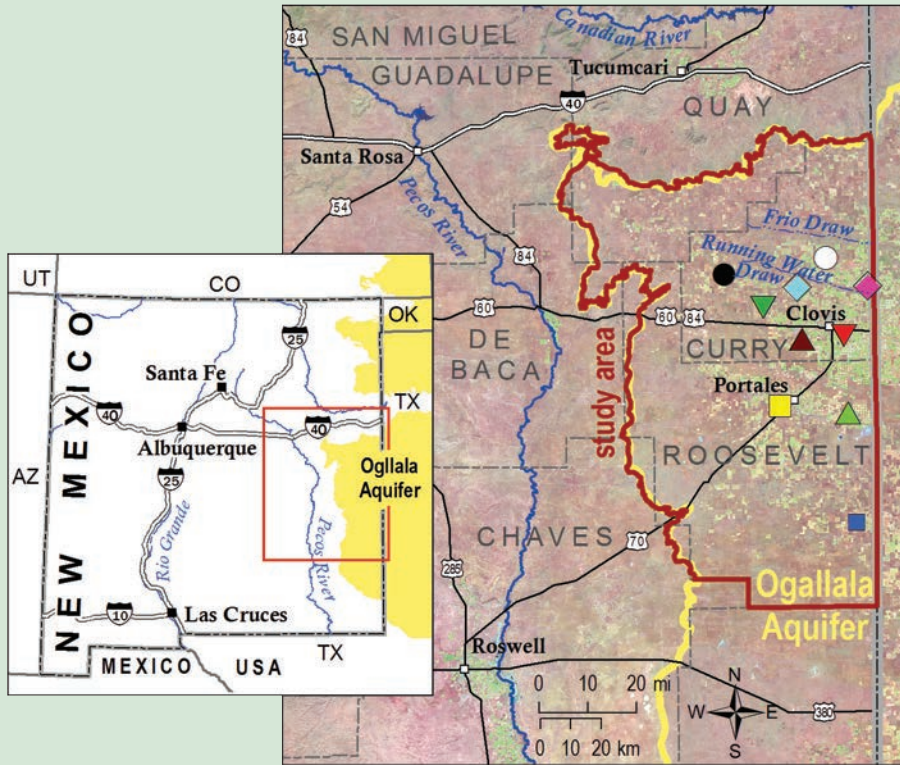 Canadian River
84
SAN MIGUEL
Tucumcari
GUADALUPE
40
QUAY
Santa Rosa
Pecos
River
54
Frio Draw
84
Running Water
Draw
60
60
84
Clovis
DE
BACA
CURRY
study area
Portales
ROOSEVELT
CHAVES
70
285
Ogallala
Aquifer
Roswell
0 10 20 mi
0 10 20 km
N
W
E
S
380
UT
CO
OK
NEW MEXICO
25
Santa Fe
TX
40
40
Albuquerque
AZ
25
Ogllala
Aquifer
Rio Grande
Pecos River
10
Las Cruces
MEXICO
USA
TX